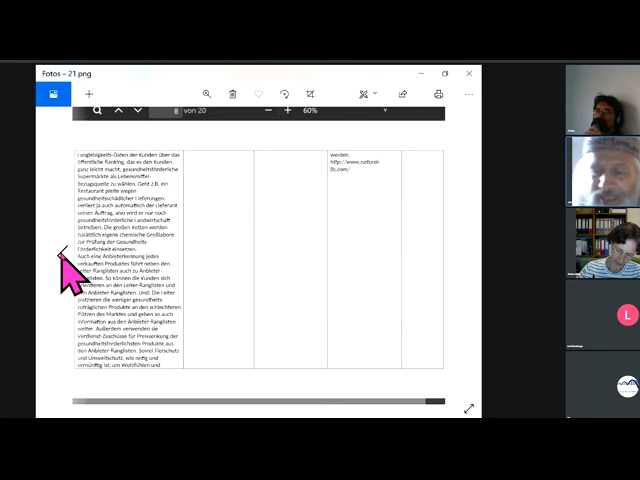 Fotos – 21.png
8 von 20
60%
Langlebigkeits-Daten der Kunden über das
öffentliche Ranking, das es den Kunden
ganz leicht macht, gesundheitsförderliche
Supermärkte als Lebensmittel-
Bezugsquelle zu wählen. Geht z.B. ein
Restaurant pleite wegen
gesundheitsschädlicher Lieferungen,
verliert ja auch automatisch der Lieferant
seinen Auftrag, also wird er nur noch
gesundheitsförderliche Landwirtschaft
betreiben. Die großen Ketten werden
zusätzlich eigene chemische Großlabore
zur Prüfung der Gesundheits-
Förderlichkeit einsetzen.
Auch eine Anbieterkennung jedes
verkauften Produktes führt neben den
Leiter-Ranglisten auch zu Anbieter
listen. So können die Kunden sich
orientieren an den Leiter-Ranglisten und
den Anbieter-Ranglisten. Und: Die Leiter
platzieren die weniger gesundheits-
zuträglichen Produkte an den schlechteren
Plätzen des Marktes und geben so auch
Information aus den Anbieter-Ranglisten
weiter. Außerdem verwenden sie
Verdienst-Zuschüsse für Preissenkung der
gesundheitsförderlichsten Produkte aus
den Anbieter-Ranglisten. Soviel Tierschutz
und Umweltschutz, wie nötig und
vernünftig ist, um Wohlfühlen und
werden.
http://www.natural-
fls.com/
L